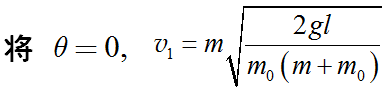 将 θ = 0, v₁ = m√(2gl / (m₀(m + m₀)))